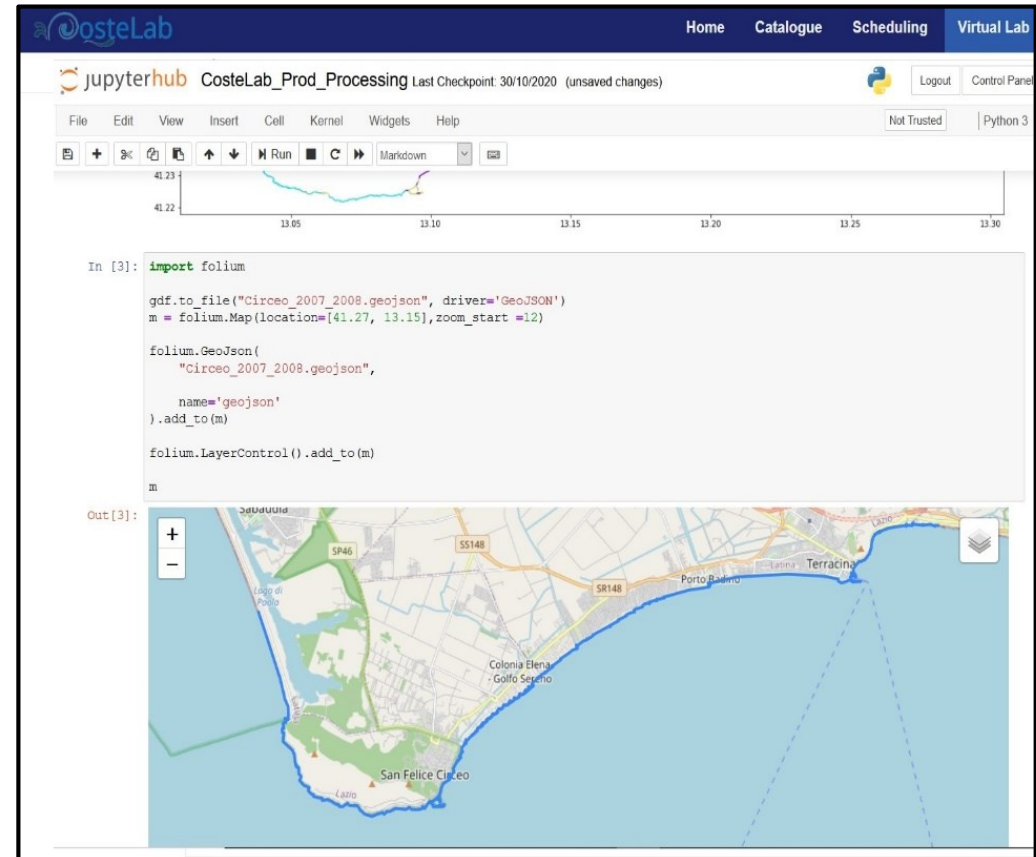 CosteLab
Home Catalogue Scheduling Virtual Lab
jupyterhub CosteLab_Prod_Processing Last Checkpoint: 30/10/2020 (unsaved changes)
Logout Control Panel
File Edit View Insert Cell Kernel Widgets Help
Not Trusted Python 3
Run Markdown
41.23
41.22
13.05 13.10 13.15 13.20 13.25 13.30
In [3]: import folium
gdf.to_file("Circeo_2007_2008.geojson", driver='GeoJSON')
m = folium.Map(location=[41.27, 13.15],zoom_start =12)
folium.GeoJson(
"Circeo_2007_2008.geojson",
name='geojson'
).add_to(m)
folium.LayerControl().add_to(m)
m
Out[3]:
+
−
Sabaudia
SP46
SS148
Lazio
Latina
Terracina
Porto Badino
SR148
Lago di
Paola
Colonia Elena
- Golfo Sereno
San Felice Circeo
Lazio